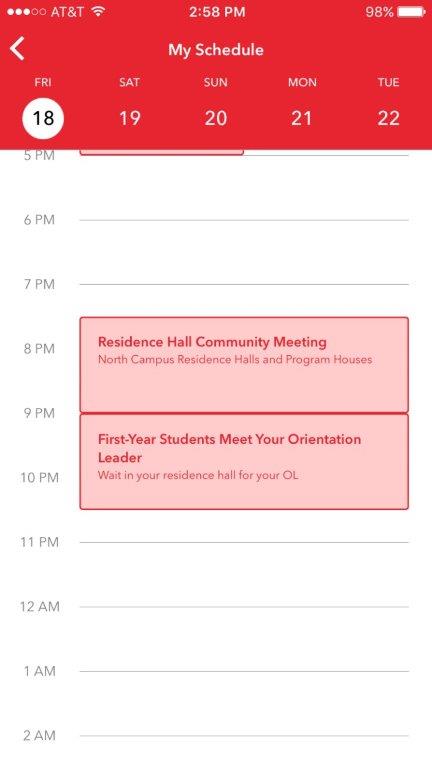 AT&T 2:58 PM 98%
My Schedule
FRI SAT SUN MON TUE
18 19 20 21 22
5 PM
6 PM
7 PM
Residence Hall Community Meeting
8 PM
North Campus Residence Halls and Program Houses
9 PM
First-Year Students Meet Your Orientation
Leader
10 PM
Wait in your residence hall for your OL
11 PM
12 AM
1 AM
2 AM